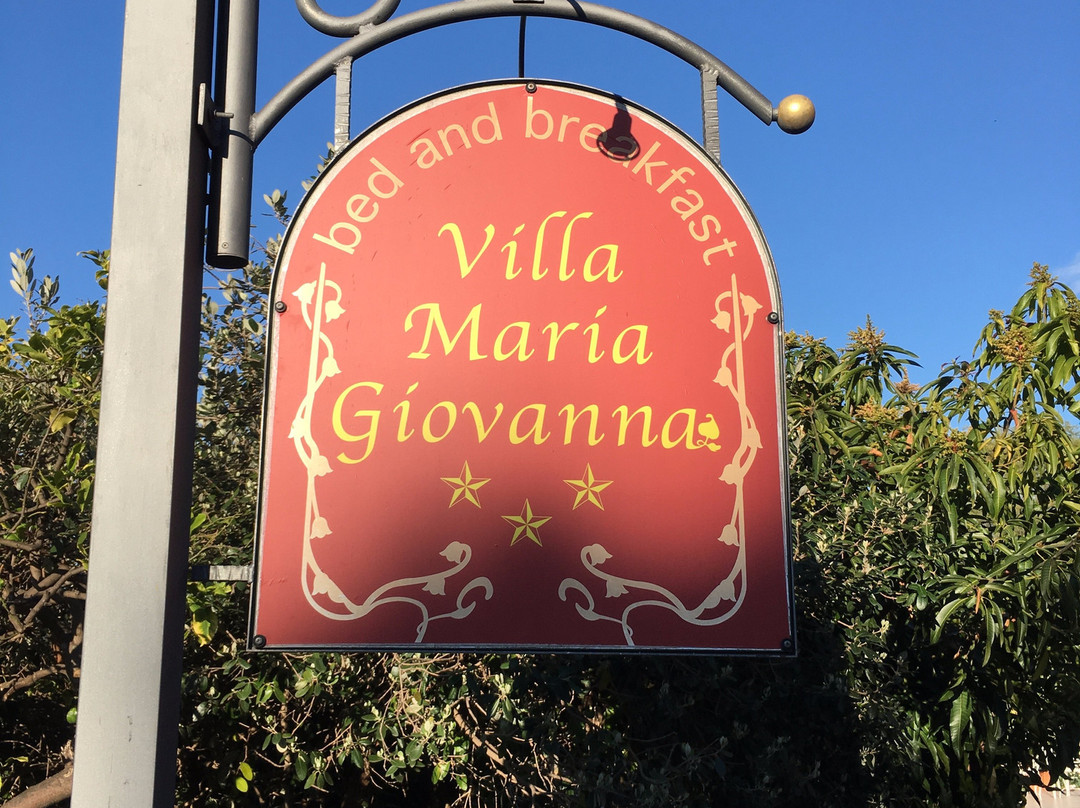 bed and breakfast
Villa
Maria
Giovanna